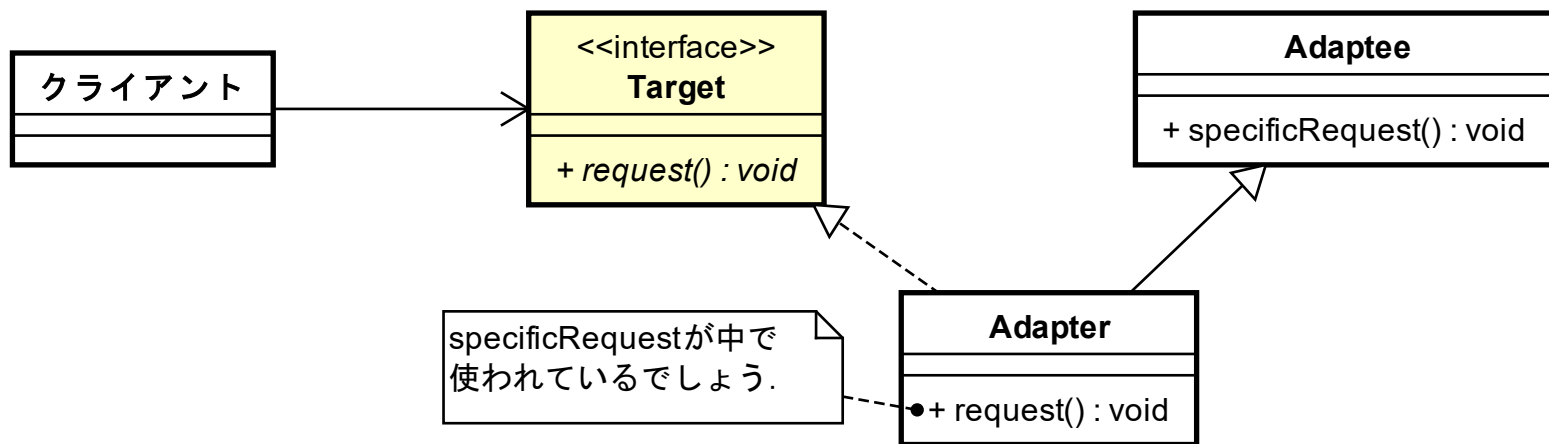 クライアント
<<interface>>
Target
+ request() : void
Adaptee
+ specificRequest() : void
specificRequestが中で
使われているでしょう.
Adapter
+ request() : void